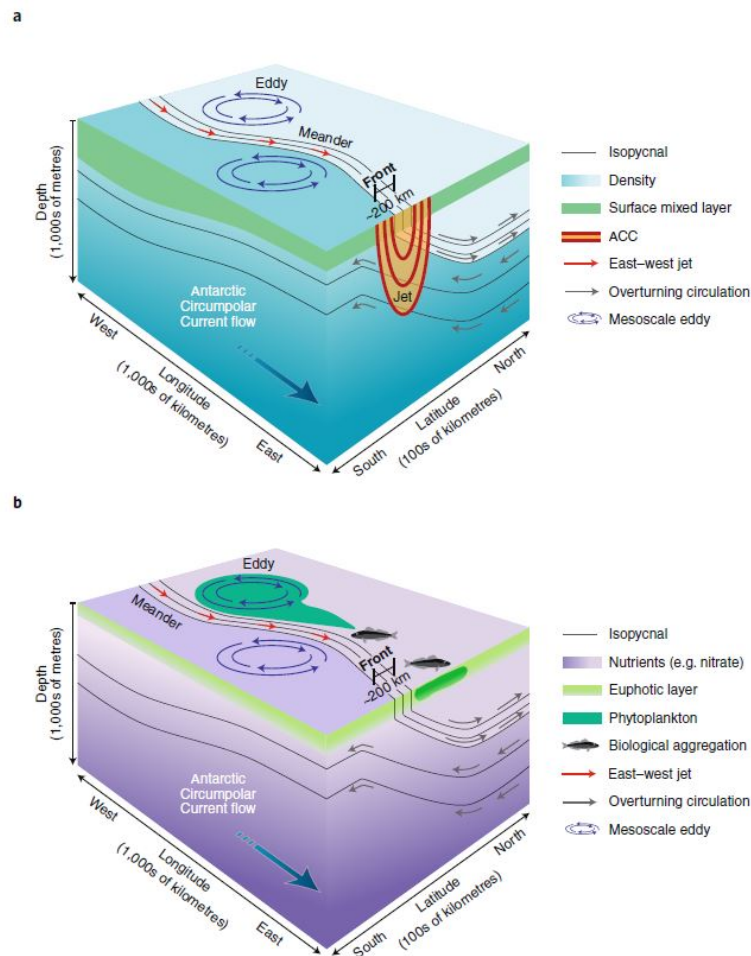 a
Eddy
Meander
Front
~200 km
Jet
Depth
(1,000s of metres)
Antarctic
Circumpolar
Current flow
West
Longitude
(1,000s of kilometres)
East
South
Latitude
(100s of kilometres)
North
Isopycnal
Density
Surface mixed layer
ACC
East–west jet
Overturning circulation
Mesoscale eddy
b
Eddy
Meander
Front
~200 km
Depth
(1,000s of metres)
Antarctic
Circumpolar
Current flow
West
Longitude
(1,000s of kilometres)
East
South
Latitude
(100s of kilometres)
North
Isopycnal
Nutrients (e.g. nitrate)
Euphotic layer
Phytoplankton
Biological aggregation
East–west jet
Overturning circulation
Mesoscale eddy